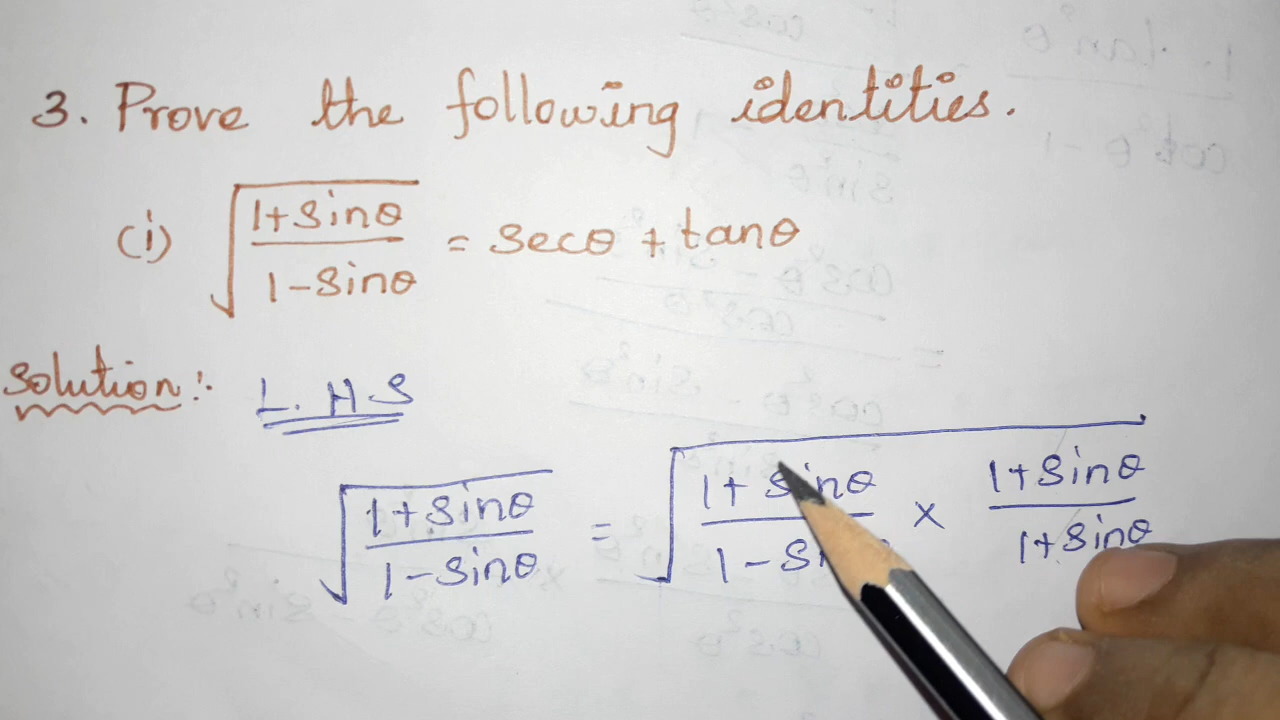 3. Prove the following identities.
(i) √((1+sinθ)/(1-sinθ)) = secθ + tanθ
Solution:
L.H.S
√((1+sinθ)/(1-sinθ)) = √((1+sinθ)/(1-si × (1+sinθ)/(1+sinθ))